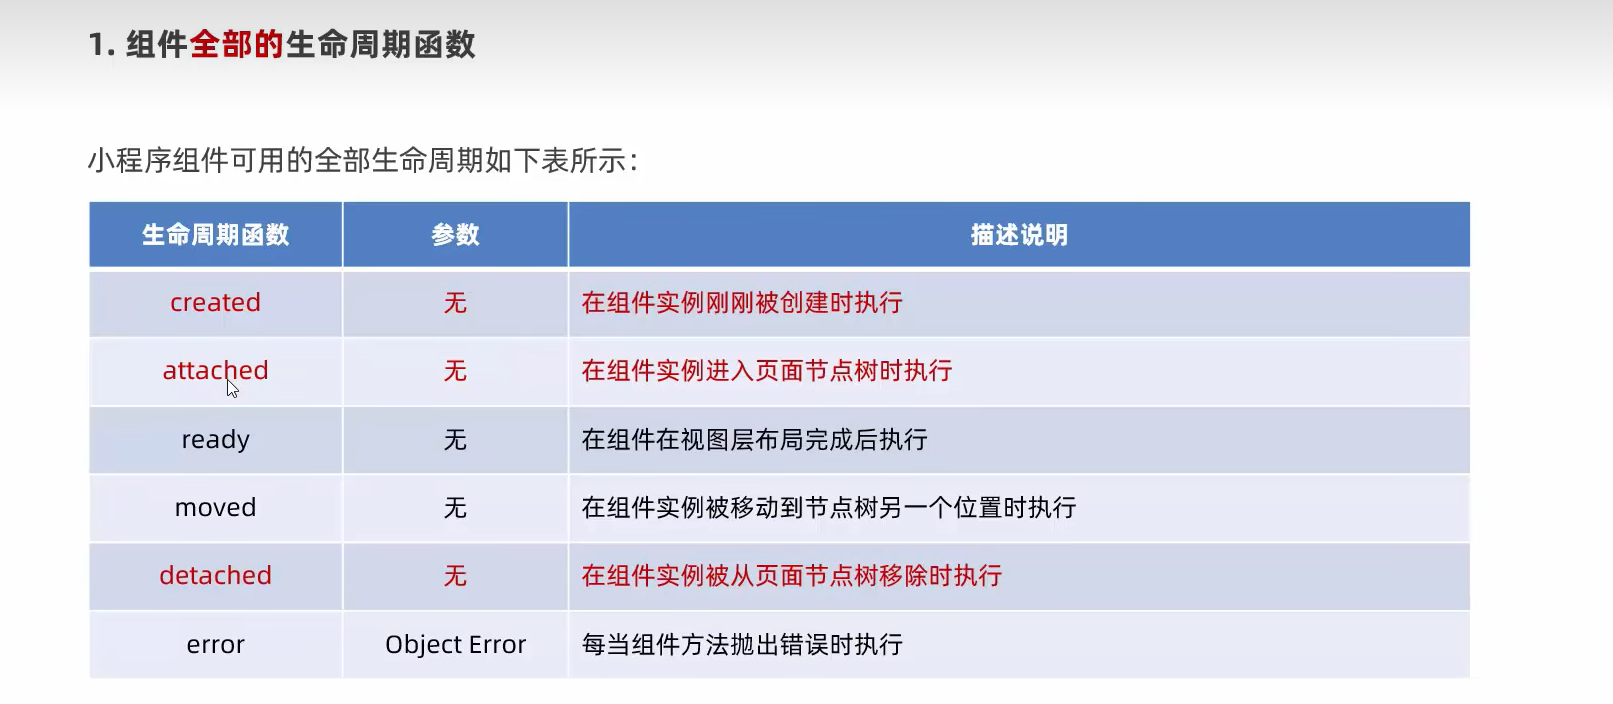 1. 组件全部的生命周期函数
小程序组件可用的全部生命周期如下表所示：
生命周期函数 参数 描述说明
created 无 在组件实例刚刚被创建时执行
attached 无 在组件实例进入页面节点树时执行
ready 无 在组件在视图层布局完成后执行
moved 无 在组件实例被移动到节点树另一个位置时执行
detached 无 在组件实例被从页面节点树移除时执行
error Object Error 每当组件方法抛出错误时执行